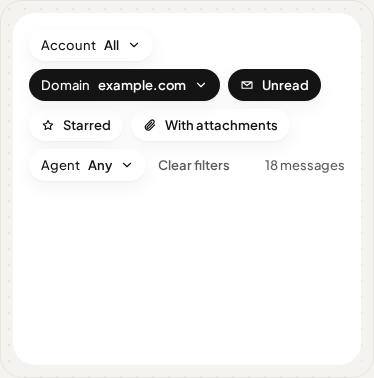 Account All
Domain example.com Unread
Starred With attachments
Agent Any Clear filters 18 messages